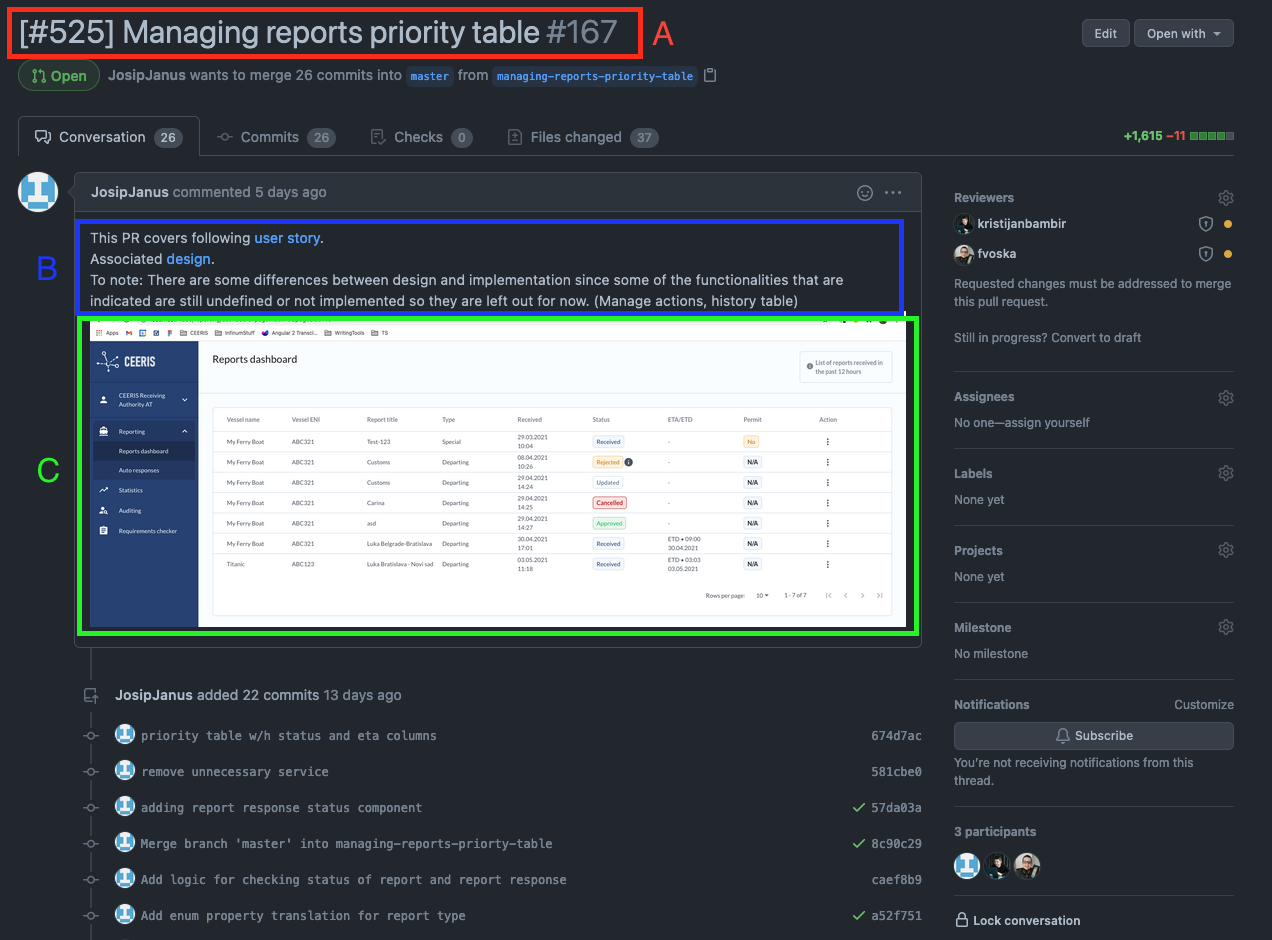 [#525] Managing reports priority table #167
A
Edit
Open with
Open
JosipJanus wants to merge 26 commits into master from managing-reports-priority-table
Conversation 26
Commits 26
Checks 0
Files changed 37
+1,615 −11
JosipJanus commented 5 days ago
B
This PR covers following user story.
Associated design.
To note: There are some differences between design and implementation since some of the functionalities that are
indicated are still undefined or not implemented so they are left out for now. (Manage actions, history table)
C
Apps CEERIS InfinumStuff Angular 2 Transcl... WritingTools TS
CEERIS
CEERIS Receiving
Authority AT
Reporting
Reports dashboard
Auto responses
Statistics
Auditing
Requirements checker
Reports dashboard
List of reports received in
the past 12 hours
Vessel name Vessel ENI Report title Type Received Status ETA/ETD Permit Action
My Ferry Boat ABC321 Test-123 Special 29.03.2021 10:04 Received - No
My Ferry Boat ABC321 Customs Departing 08.04.2021 10:26 Rejected - N/A
My Ferry Boat ABC321 Customs Departing 29.04.2021 14:24 Updated - N/A
My Ferry Boat ABC321 Carina Departing 29.04.2021 14:25 Cancelled - N/A
My Ferry Boat ABC321 asd Departing 29.04.2021 14:27 Approved - N/A
My Ferry Boat ABC321 Luka Belgrade-Bratislava Departing 30.04.2021 17:01 Received ETD • 09:00 30.04.2021 N/A
Titanic ABC123 Luka Bratislava - Novi sad Departing 03.05.2021 11:18 Received ETD • 03:03 03.05.2021 N/A
Rows per page: 10 1 - 7 of 7
JosipJanus added 22 commits 13 days ago
priority table w/h status and eta columns 674d7ac
remove unnecessary service 581cbe0
adding report response status component 57da03a
Merge branch 'master' into managing-reports-priorty-table 8c90c29
Add logic for checking status of report and report response caef8b9
Add enum property translation for report type a52f751
Reviewers
kristijanbambir
fvoska
Requested changes must be addressed to merge
this pull request.
Still in progress? Convert to draft
Assignees
No one—assign yourself
Labels
None yet
Projects
None yet
Milestone
No milestone
Notifications Customize
Subscribe
You're not receiving notifications from this
thread.
3 participants
Lock conversation